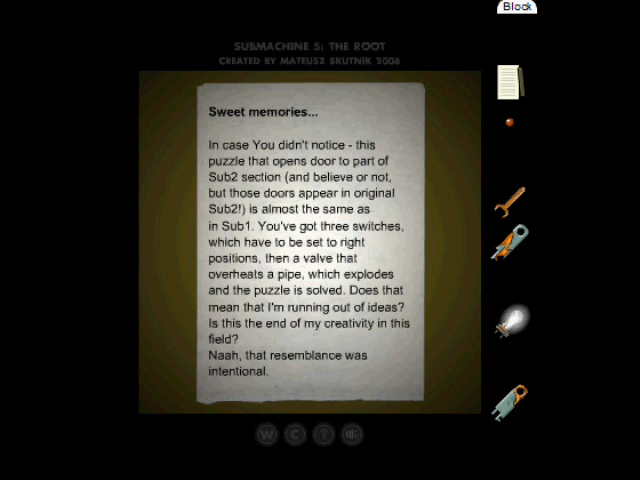 Block
SUBMACHINE 5: THE ROOT
CREATED BY MATEUSZ SKUTNIK 2008
Sweet memories...
In case You didn't notice - this
puzzle that opens door to part of
Sub2 section (and believe or not,
but those doors appear in original
Sub2!) is almost the same as
in Sub1. You've got three switches,
which have to be set to right
positions, then a valve that
overheats a pipe, which explodes
and the puzzle is solved. Does that
mean that I'm running out of ideas?
Is this the end of my creativity in this
field?
Naah, that resemblance was
intentional.
W C ?